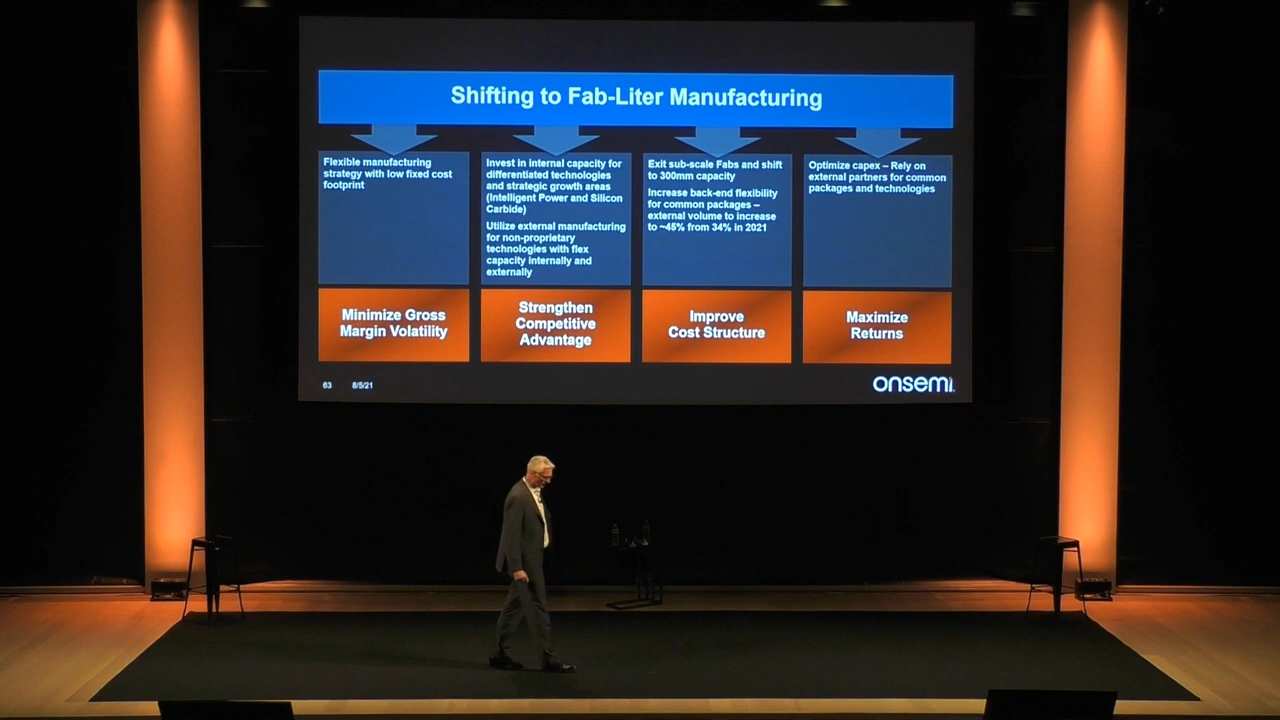 Shifting to Fab-Liter Manufacturing
Flexible manufacturing
strategy with low fixed cost
footprint
Invest in internal capacity for
differentiated technologies
and strategic growth areas
(Intelligent Power and Silicon
Carbide)
Utilize external manufacturing
for non-proprietary
technologies with flex
capacity internally and
externally
Exit sub-scale Fabs and shift
to 300mm capacity
Increase back-end flexibility
for common packages –
external volume to increase
to ~45% from 34% in 2021
Optimize capex – Rely on
external partners for common
packages and technologies
Minimize Gross
Margin Volatility
Strengthen
Competitive
Advantage
Improve
Cost Structure
Maximize
Returns
63 8/5/21
onsemi